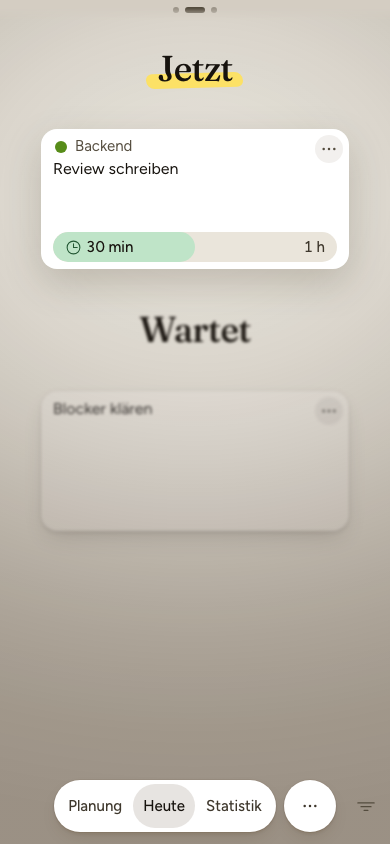 Jetzt
Backend
Review schreiben
30 min
1 h
Wartet
Blocker klären
Planung
Heute
Statistik